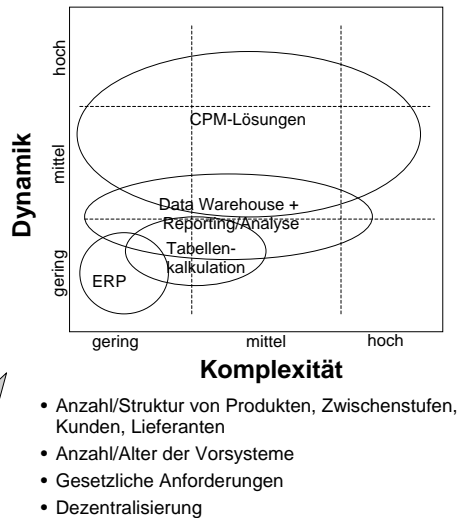 hoch
CPM-Lösungen
Dynamik
mittel
Data Warehouse +
Reporting/Analyse
Tabellen-
kalkulation
gering
ERP
gering mittel hoch
Komplexität
• Anzahl/Struktur von Produkten, Zwischenstufen,
Kunden, Lieferanten
• Anzahl/Alter der Vorsysteme
• Gesetzliche Anforderungen
• Dezentralisierung